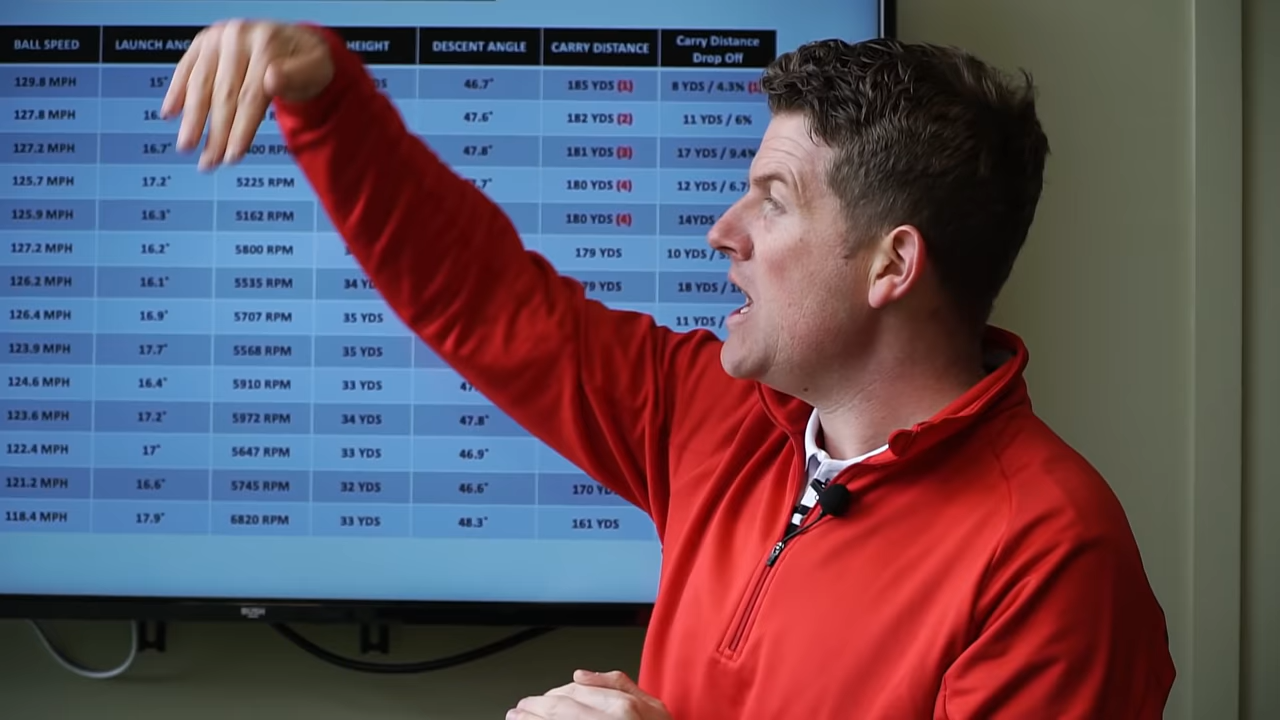 BALL SPEED LAUNCH HEIGHT DESCENT ANGLE CARRY DISTANCE Carry Distance
Drop Off
129.8 MPH 15° 46.7° 185 YDS (1) 8 YDS / 4.3%
127.8 MPH 47.6° 182 YDS (2) 11 YDS / 6%
127.2 MPH 16.7° 47.8° 181 YDS (3) 17 YDS / 9.4%
125.7 MPH 17.2° 5225 RPM 180 YDS (4) 12 YDS /
125.9 MPH 16.3° 5162 RPM 180 YDS (4) 14YDS
127.2 MPH 16.2° 5800 RPM 179 YDS 10 YDS /
126.2 MPH 16.1° 5535 RPM 34 YDS 18 YDS /
126.4 MPH 16.9° 5707 RPM 35 YDS 11 YDS /
123.9 MPH 17.7° 5568 RPM 35 YDS
124.6 MPH 16.4° 5910 RPM 33 YDS
123.6 MPH 17.2° 5972 RPM 34 YDS 47.8°
122.4 MPH 17° 5647 RPM 33 YDS 46.9°
121.2 MPH 16.6° 5745 RPM 32 YDS 46.6° 170
118.4 MPH 17.9° 6820 RPM 33 YDS 48.3° 161 YDS
BUSH